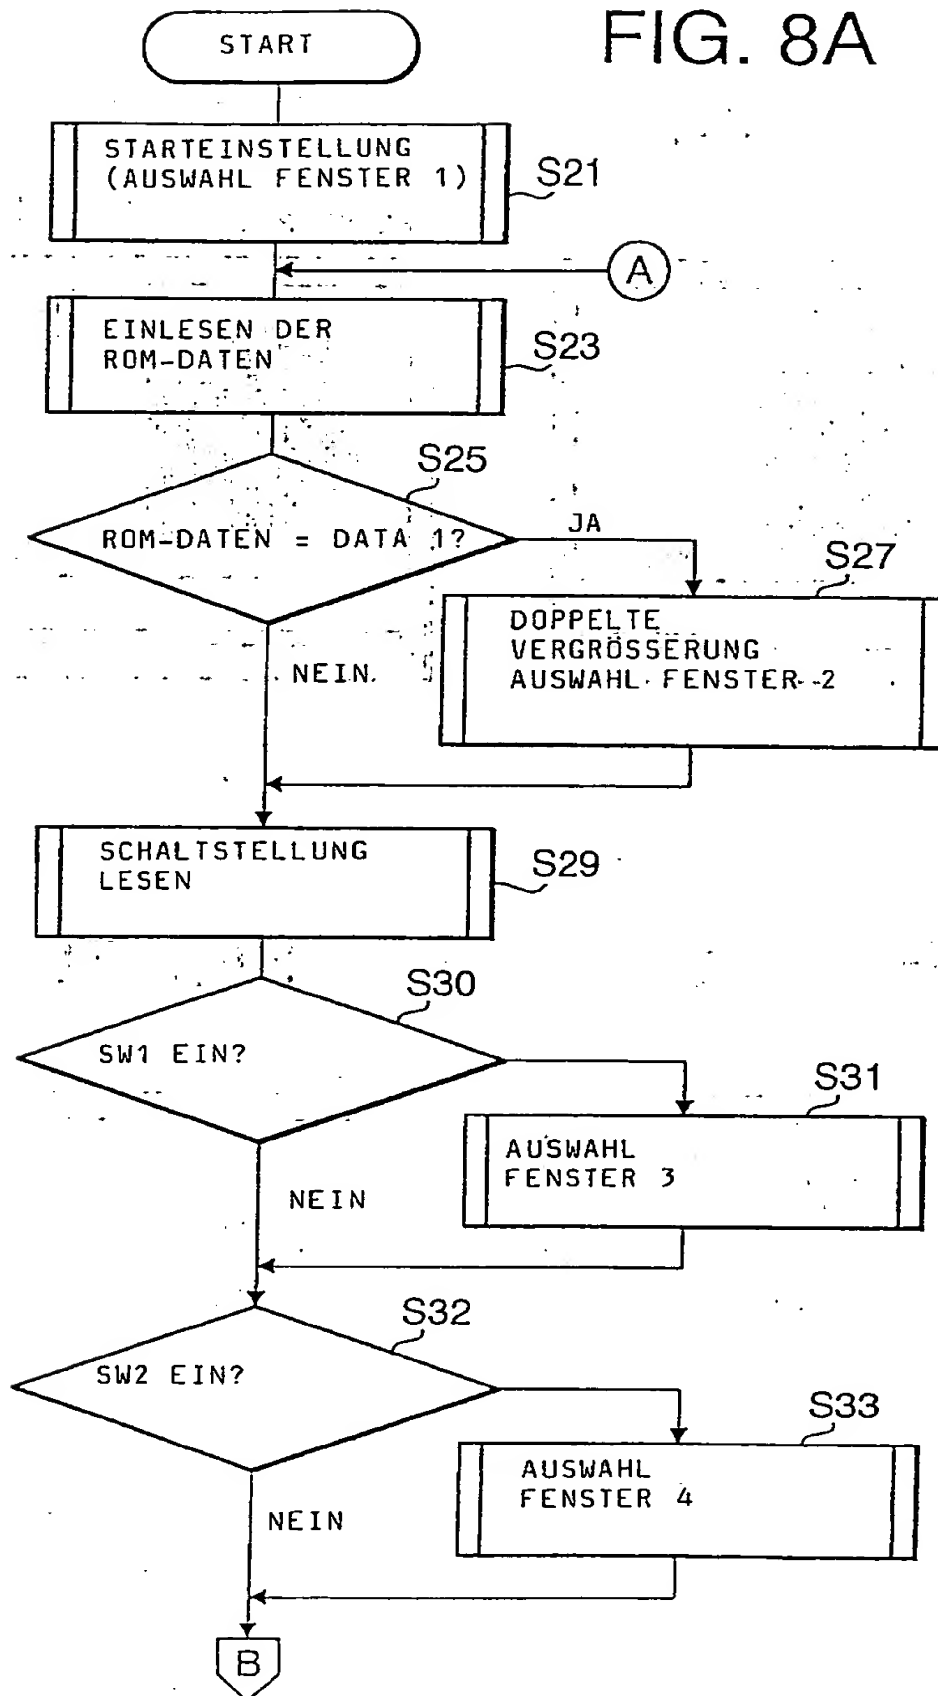 FIG. 8A
START
STARTEINSTELLUNG
(AUSWAHL FENSTER 1)
S21
A
EINLESEN DER
ROM-DATEN
S23
S25
ROM-DATEN = DATA 1?
JA
S27
DOPPELTE
VERGRÖSSERUNG
AUSWAHL FENSTER 2
NEIN
SCHALTSTELLUNG
LESEN
S29
S30
SW1 EIN?
S31
AUSWAHL
FENSTER 3
NEIN
S32
SW2 EIN?
S33
AUSWAHL
FENSTER 4
NEIN
B